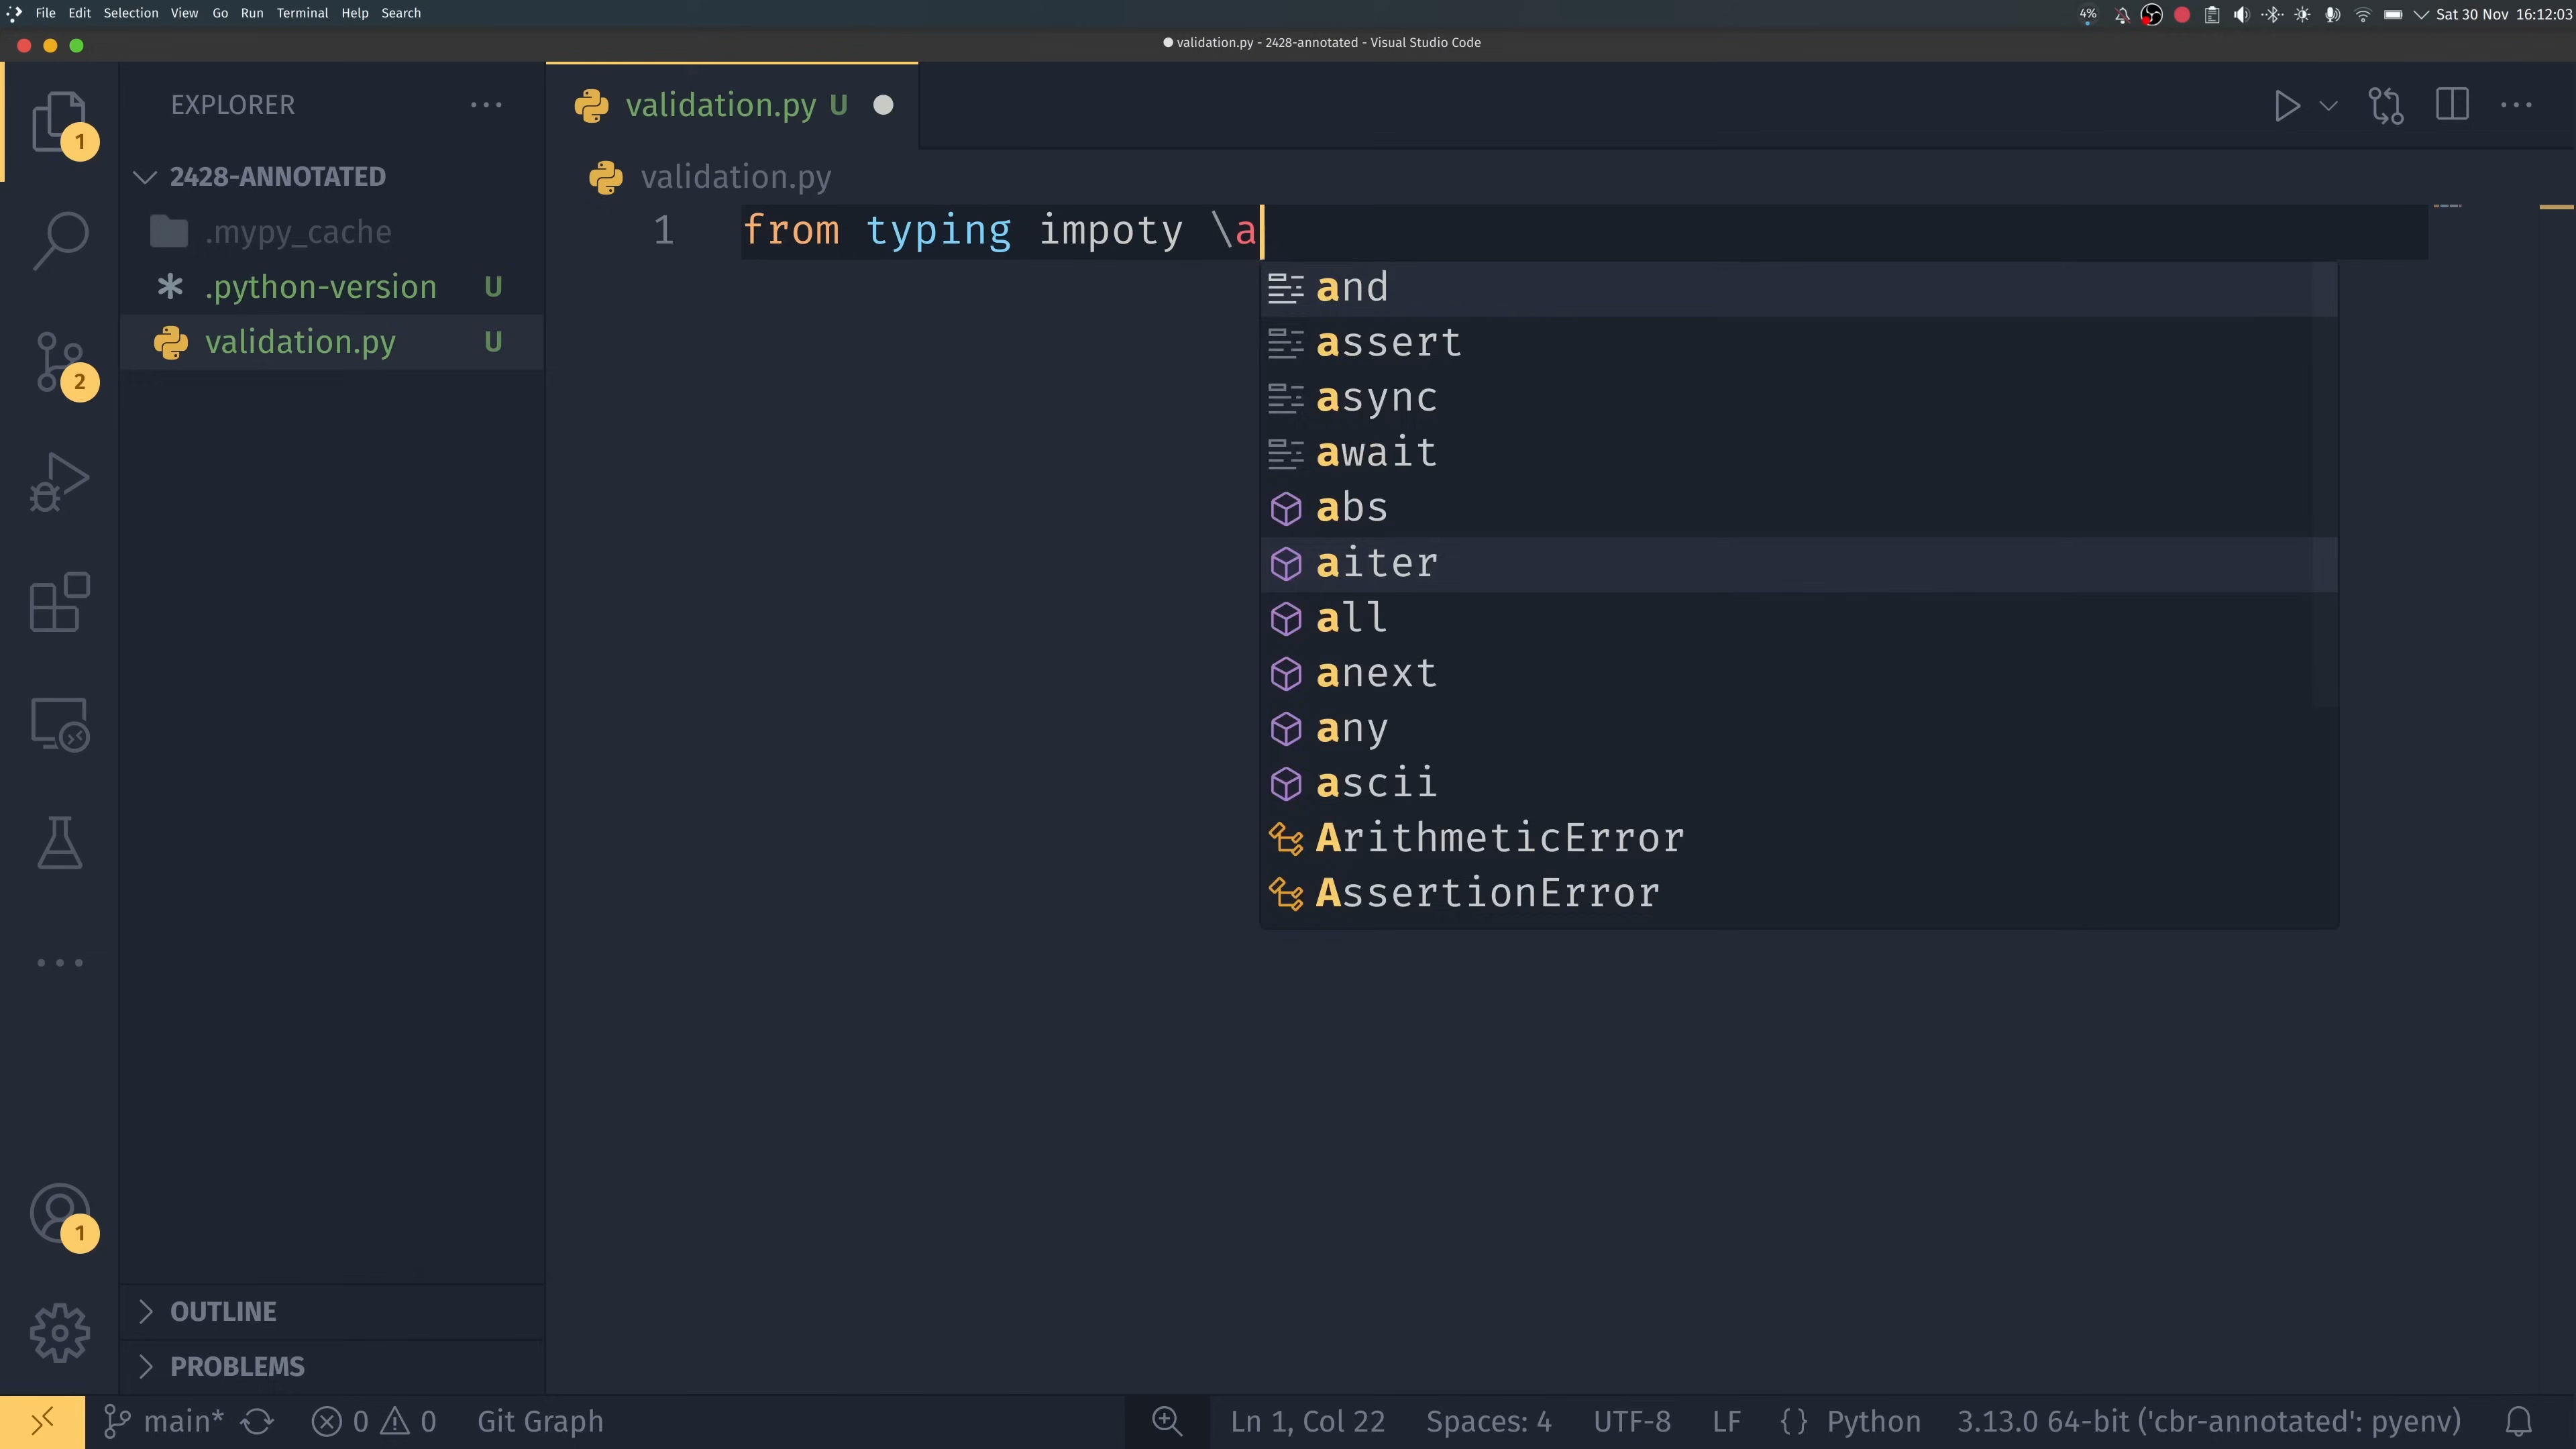 File Edit Selection View Go Run Terminal Help Search
4% Sat 30 Nov 16:12:03
validation.py - 2428-annotated - Visual Studio Code
EXPLORER
1
2428-ANNOTATED
.mypy_cache
.python-version U
validation.py U
2
1
OUTLINE
PROBLEMS
validation.py U
validation.py
1 from typing impoty \a
and
assert
async
await
abs
aiter
all
anext
any
ascii
ArithmeticError
AssertionError
main* 0 0 Git Graph Ln 1, Col 22 Spaces: 4 UTF-8 LF {} Python 3.13.0 64-bit ('cbr-annotated': pyenv)